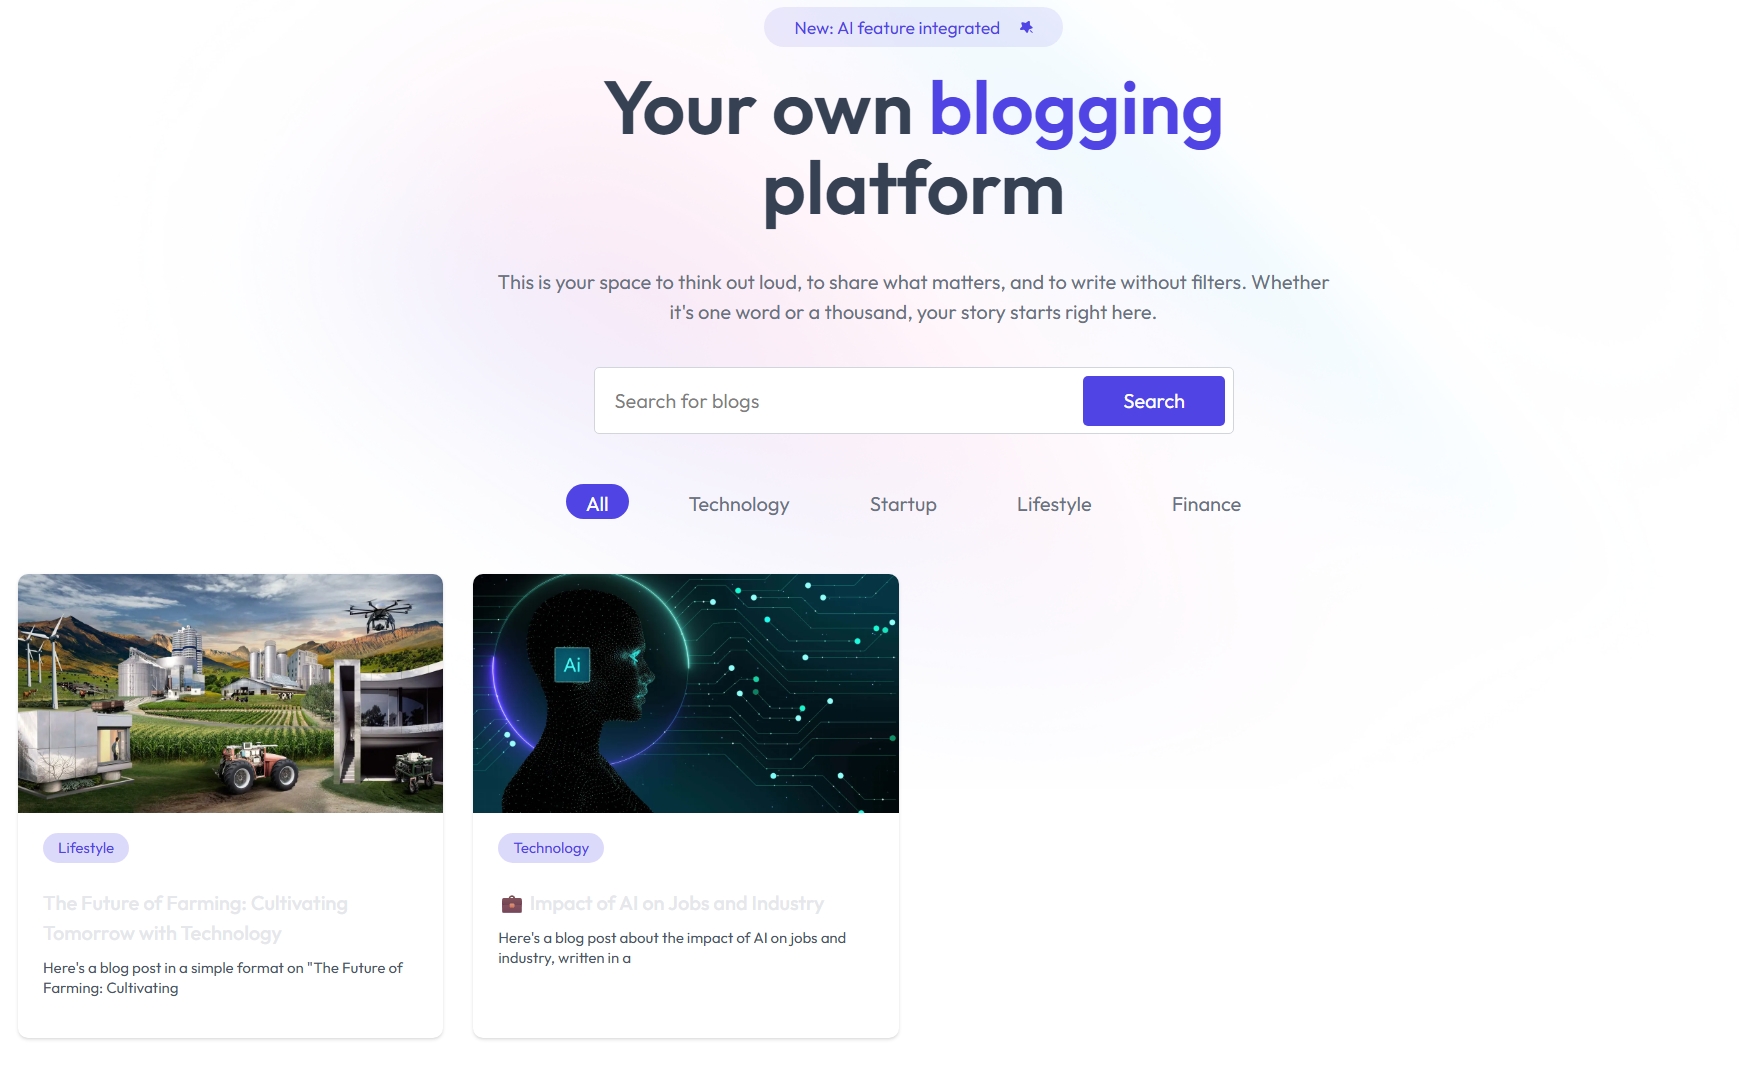 New: AI feature integrated
Your own blogging
platform
This is your space to think out loud, to share what matters, and to write without filters. Whether
it's one word or a thousand, your story starts right here.
Search for blogs
Search
All
Technology
Startup
Lifestyle
Finance
Ai
Lifestyle
The Future of Farming: Cultivating
Tomorrow with Technology
Here's a blog post in a simple format on "The Future of
Farming: Cultivating
Technology
💼 Impact of AI on Jobs and Industry
Here's a blog post about the impact of AI on jobs and
industry, written in a